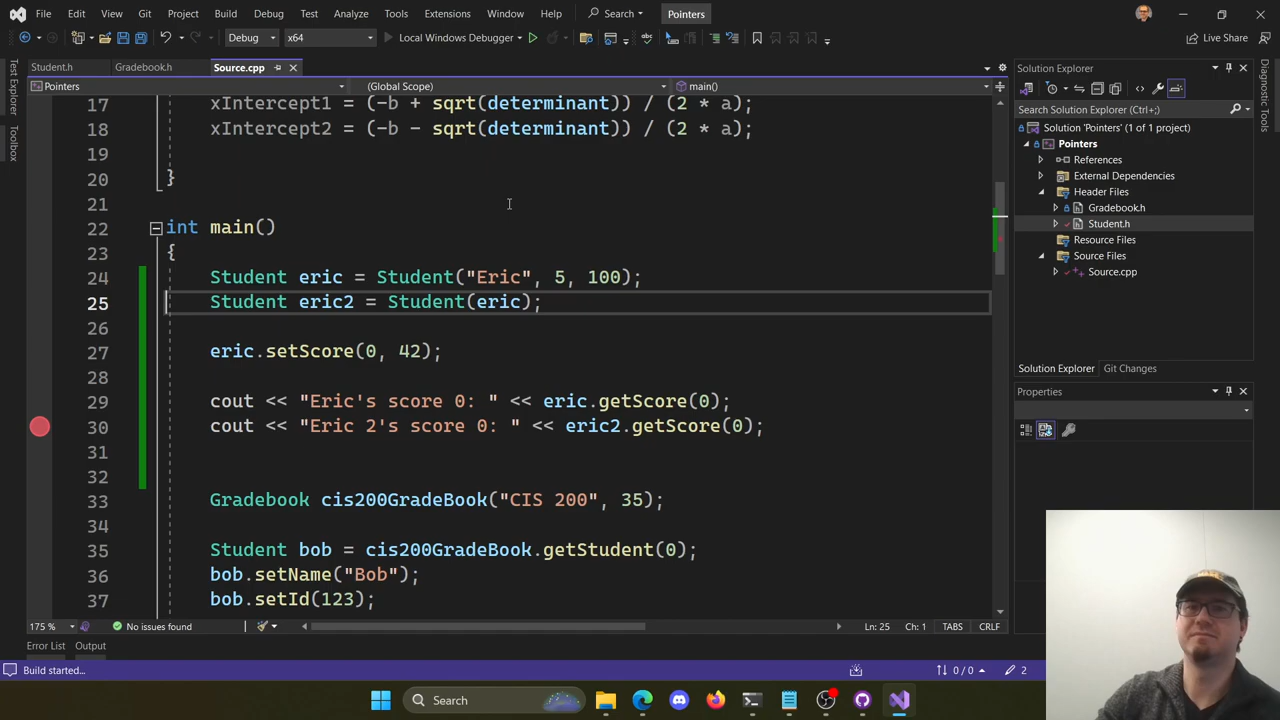 File Edit View Git Project Build Debug Test Analyze Tools Extensions Window Help Search Pointers
Debug x64 Local Windows Debugger Live Share
Student.h Gradebook.h Source.cpp
Pointers (Global Scope) main()
Test Explorer
Toolbox
17 xIntercept1 = (-b + sqrt(determinant)) / (2 * a);
18 xIntercept2 = (-b - sqrt(determinant)) / (2 * a);
19
20 }
21
22 int main()
23 {
24 Student eric = Student("Eric", 5, 100);
25 Student eric2 = Student(eric);
26
27 eric.setScore(0, 42);
28
29 cout << "Eric's score 0: " << eric.getScore(0);
30 cout << "Eric 2's score 0: " << eric2.getScore(0);
31
32
33 Gradebook cis200GradeBook("CIS 200", 35);
34
35 Student bob = cis200GradeBook.getStudent(0);
36 bob.setName("Bob");
37 bob.setId(123);
175 % No issues found Ln: 25 Ch: 1 TABS CRLF
Error List Output
Build started... 0 / 0 2
Solution Explorer
Search Solution Explorer (Ctrl+;)
Solution 'Pointers' (1 of 1 project)
Pointers
References
External Dependencies
Header Files
Gradebook.h
Student.h
Resource Files
Source Files
Source.cpp
Solution Explorer Git Changes
Properties
Diagnostic Tools
Search